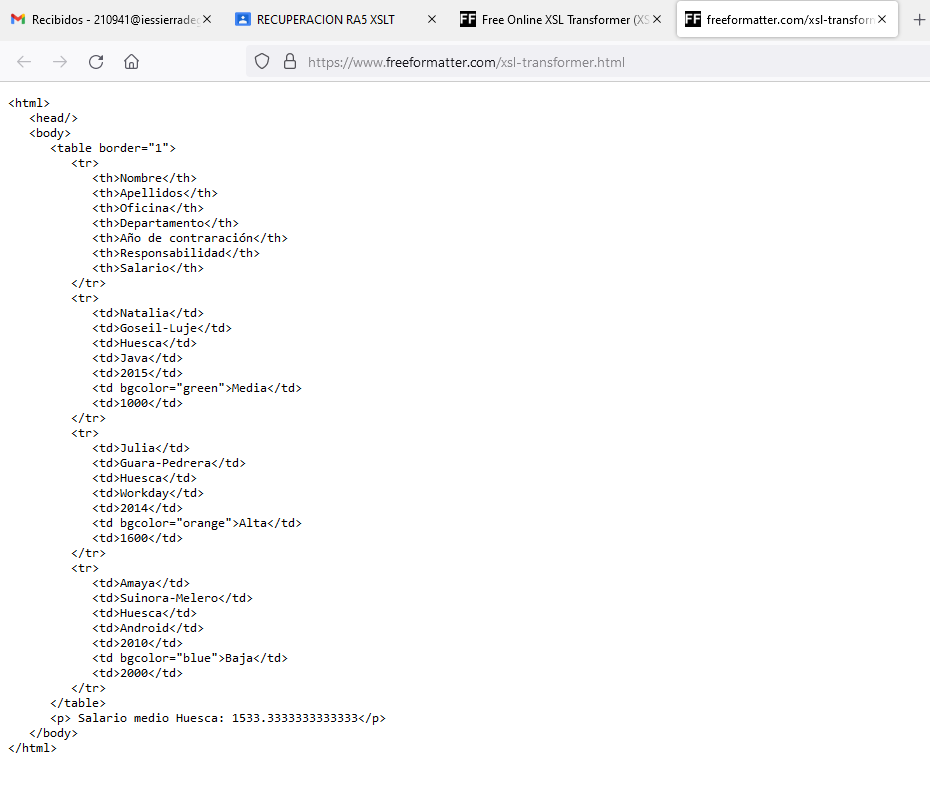 Recibidos - 210941@iessierradec
RECUPERACION RA5 XSLT
Free Online XSL Transformer (XS
freeformatter.com/xsl-transform
https://www.freeformatter.com/xsl-transformer.html
<html>
<head/>
<body>
<table border="1">
<tr>
<th>Nombre</th>
<th>Apellidos</th>
<th>Oficina</th>
<th>Departamento</th>
<th>Año de contraración</th>
<th>Responsabilidad</th>
<th>Salario</th>
</tr>
<tr>
<td>Natalia</td>
<td>Goseil-Luje</td>
<td>Huesca</td>
<td>Java</td>
<td>2015</td>
<td bgcolor="green">Media</td>
<td>1000</td>
</tr>
<tr>
<td>Julia</td>
<td>Guara-Pedrera</td>
<td>Huesca</td>
<td>Workday</td>
<td>2014</td>
<td bgcolor="orange">Alta</td>
<td>1600</td>
</tr>
<tr>
<td>Amaya</td>
<td>Suinora-Melero</td>
<td>Huesca</td>
<td>Android</td>
<td>2010</td>
<td bgcolor="blue">Baja</td>
<td>2000</td>
</tr>
</table>
<p> Salario medio Huesca: 1533.3333333333333</p>
</body>
</html>